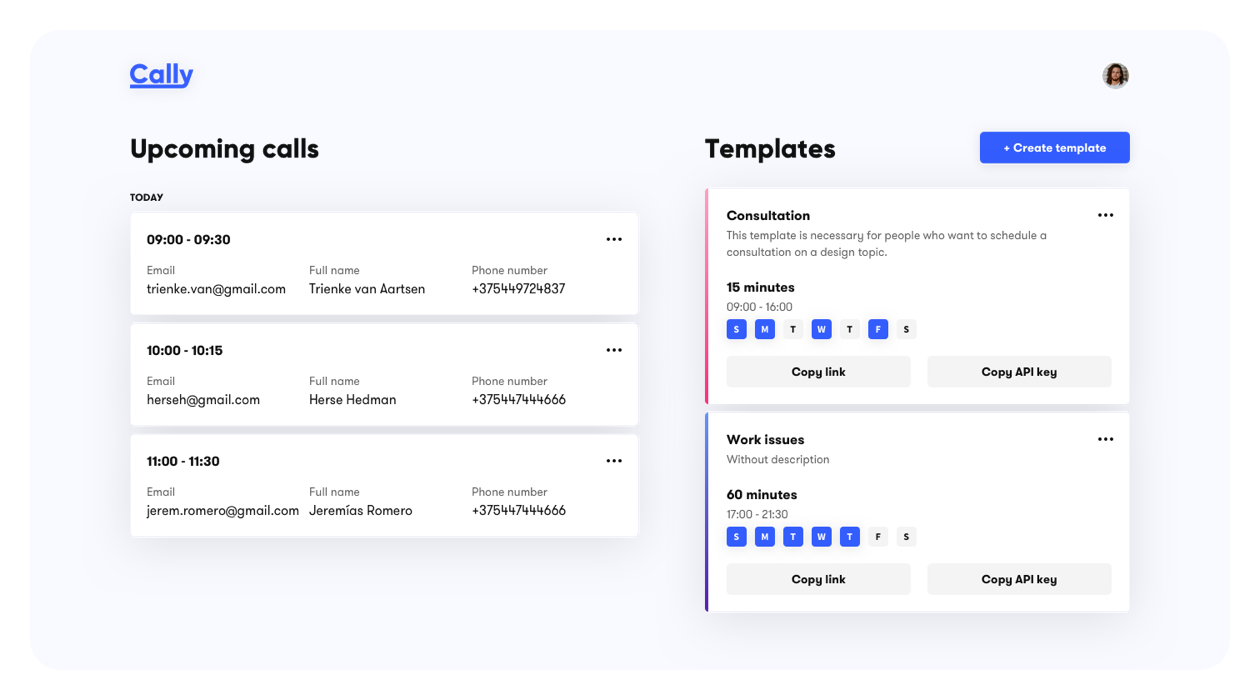 Cally
Upcoming calls
TODAY
09:00 - 09:30
Email Full name Phone number
trienke.van@gmail.com Trienke van Aartsen +375449724837
10:00 - 10:15
Email Full name Phone number
herseh@gmail.com Herse Hedman +375447444666
11:00 - 11:30
Email Full name Phone number
jerem.romero@gmail.com Jeremías Romero +375447444666
Templates
+ Create template
Consultation
This template is necessary for people who want to schedule a
consultation on a design topic.
15 minutes
09:00 - 16:00
S M T W T F S
Copy link Copy API key
Work issues
Without description
60 minutes
17:00 - 21:30
S M T W T F S
Copy link Copy API key